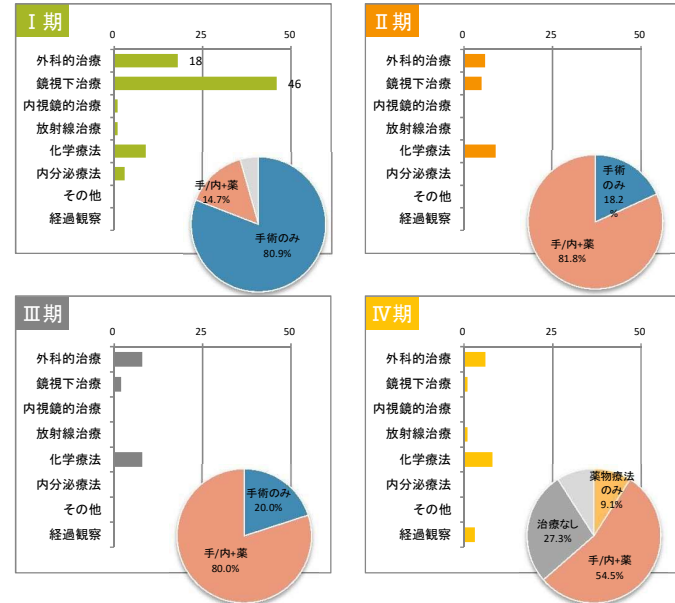 Ⅰ期
0 25 50
外科的治療 18
鏡視下治療 46
内視鏡的治療
放射線治療
化学療法
内分泌療法
その他
経過観察
手/内+薬
14.7%
手術のみ
80.9%
Ⅱ期
0 25 50
外科的治療
鏡視下治療
内視鏡的治療
放射線治療
化学療法
内分泌療法
その他
経過観察
手術
のみ
18.2
%
手/内+薬
81.8%
Ⅲ期
0 25 50
外科的治療
鏡視下治療
内視鏡的治療
放射線治療
化学療法
内分泌療法
その他
経過観察
手術のみ
20.0%
手/内+薬
80.0%
Ⅳ期
0 25 50
外科的治療
鏡視下治療
内視鏡的治療
放射線治療
化学療法
内分泌療法
その他
経過観察
薬物療法
のみ
9.1%
治療なし
27.3%
手/内+薬
54.5%